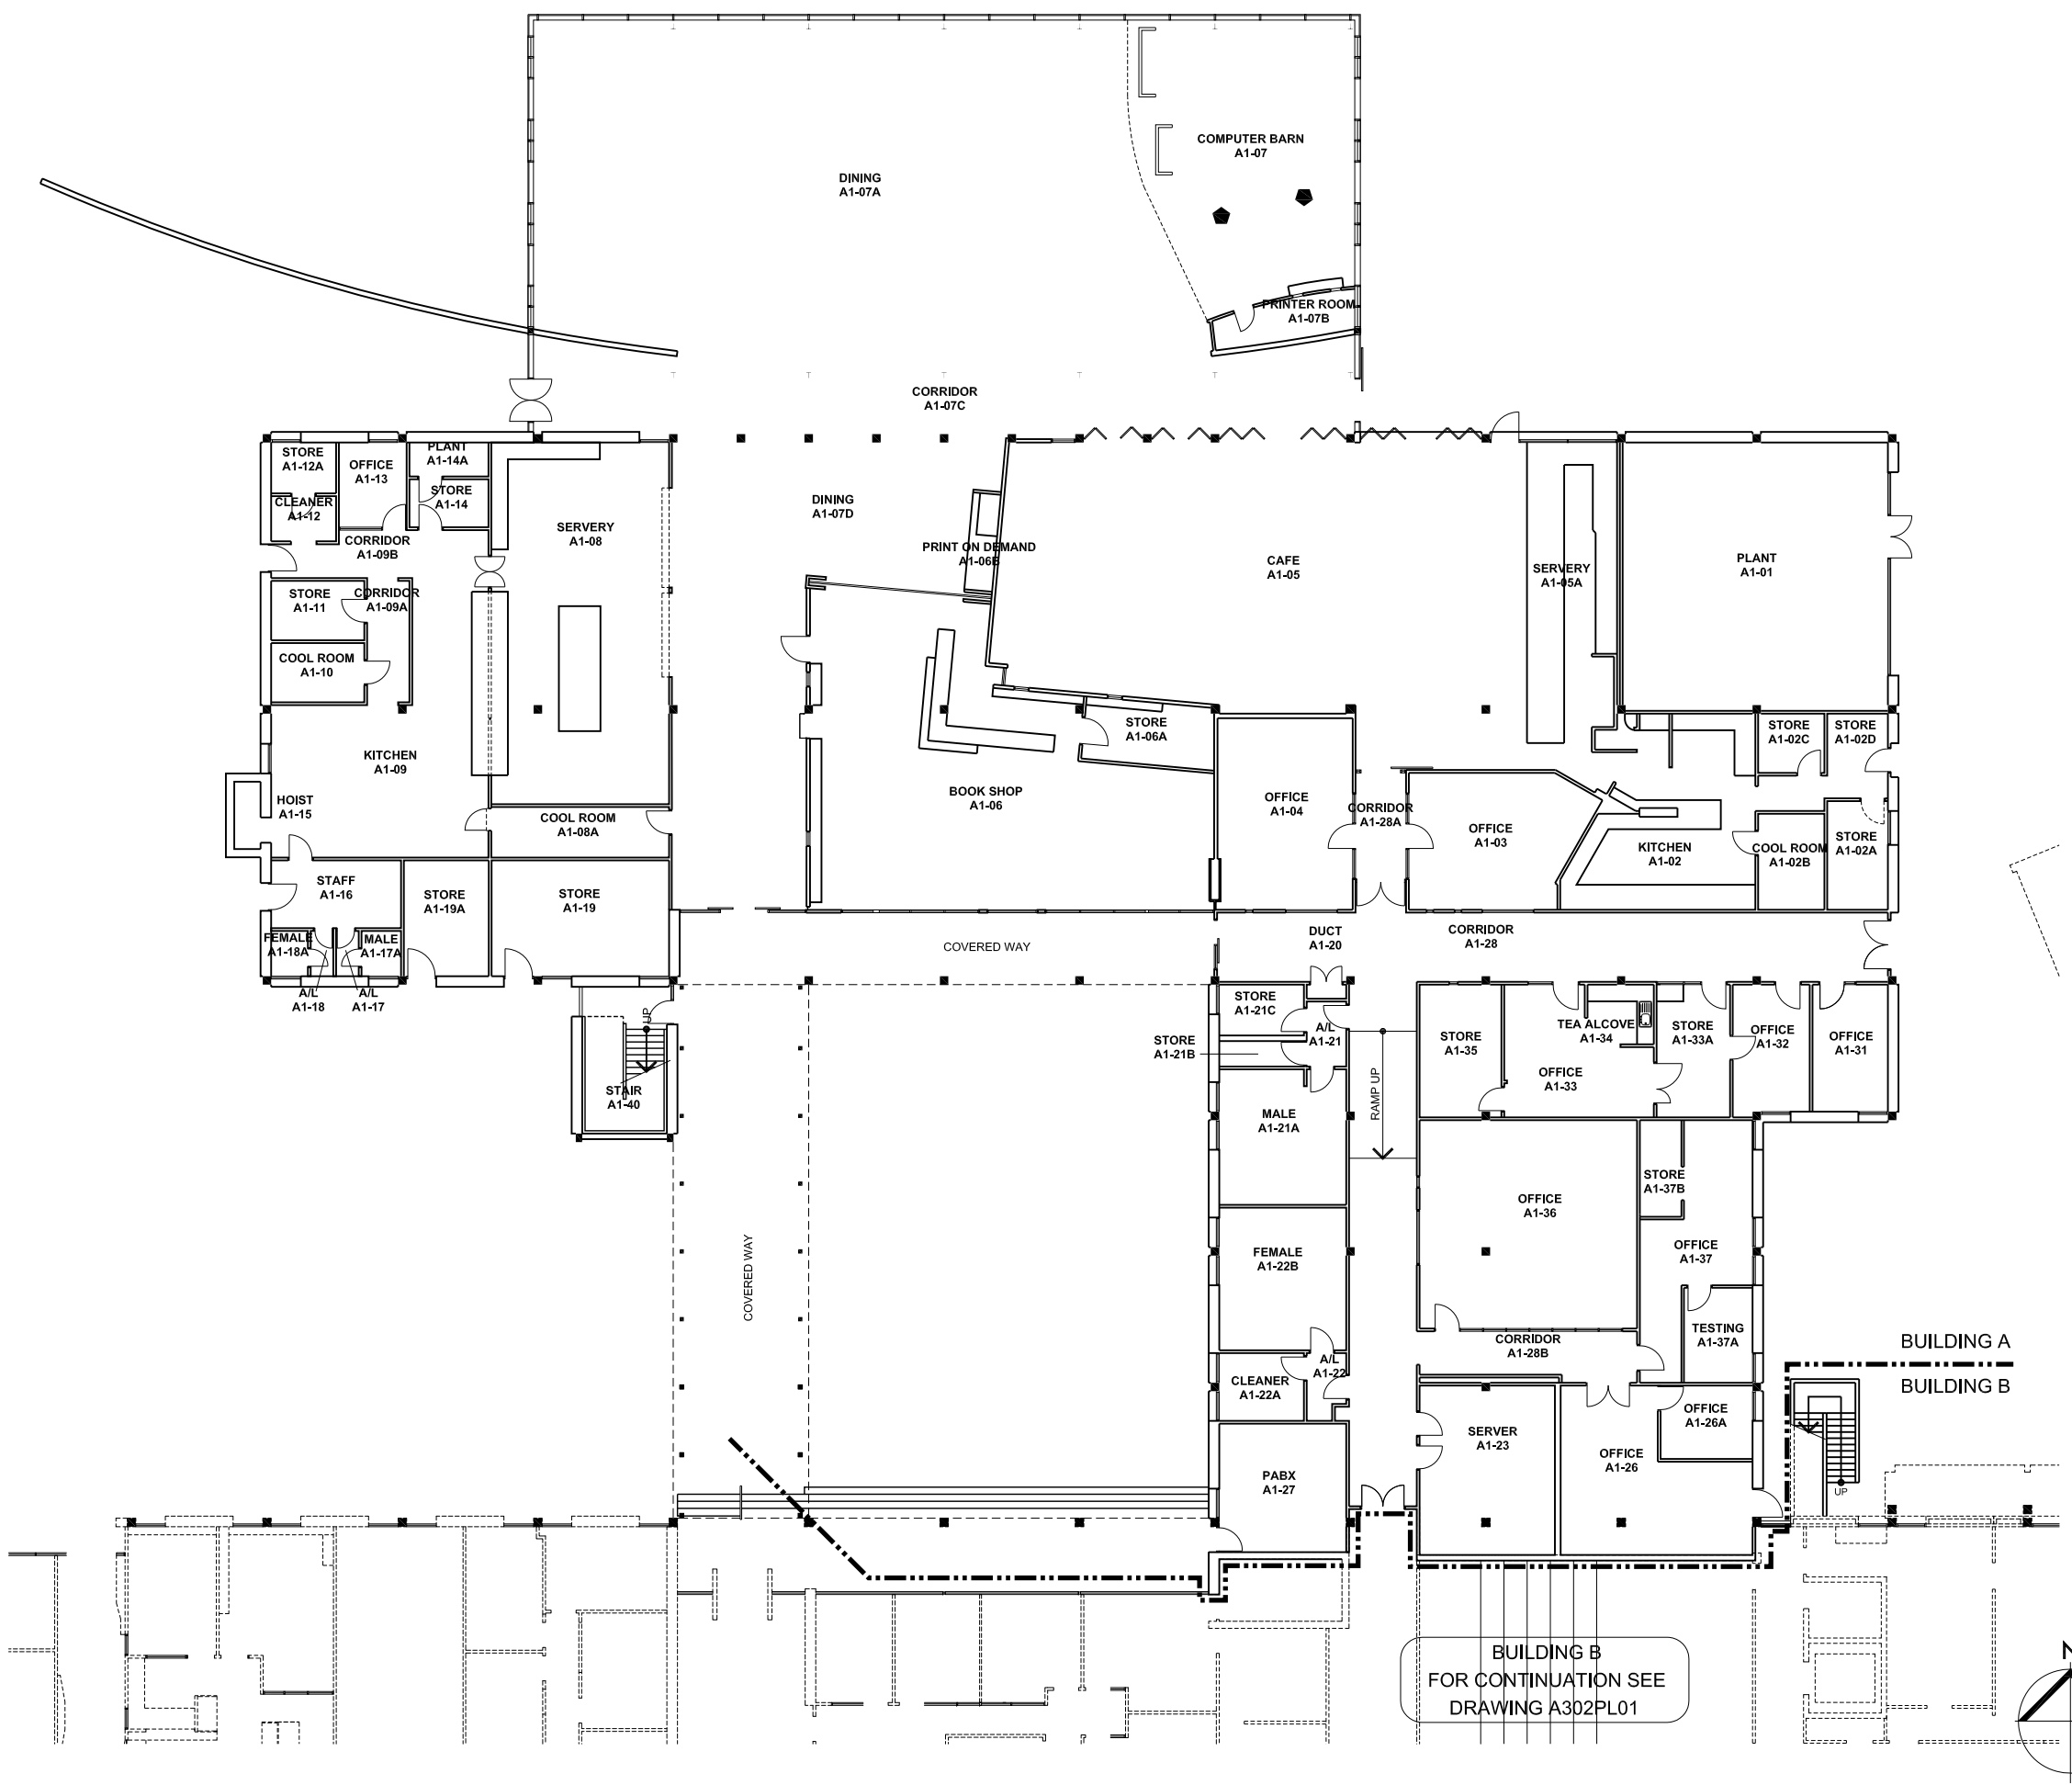 COMPUTER BARN
A1-07
DINING
A1-07A
PRINTER ROOM
A1-07B
CORRIDOR
A1-07C
STORE
A1-12A
OFFICE
A1-13
PLANT
A1-14A
STORE
A1-14
CLEANER
A1-12
CORRIDOR
A1-09B
SERVERY
A1-08
DINING
A1-07D
PRINT ON DEMAND
A1-06B
CAFE
A1-05
SERVERY
A1-05A
PLANT
A1-01
STORE
A1-11
CORRIDOR
A1-09A
COOL ROOM
A1-10
KITCHEN
A1-09
HOIST
A1-15
COOL ROOM
A1-08A
STORE
A1-06A
BOOK SHOP
A1-06
OFFICE
A1-04
CORRIDOR
A1-28A
OFFICE
A1-03
KITCHEN
A1-02
STORE
A1-02C
STORE
A1-02D
COOL ROOM
A1-02B
STORE
A1-02A
STAFF
A1-16
STORE
A1-19A
STORE
A1-19
FEMALE
A1-18A
MALE
A1-17A
A/L
A1-18
A/L
A1-17
COVERED WAY
DUCT
A1-20
CORRIDOR
A1-28
UP
STAIR
A1-40
STORE
A1-21C
STORE
A1-21B
A/L
A1-21
MALE
A1-21A
RAMP UP
STORE
A1-35
TEA ALCOVE
A1-34
OFFICE
A1-33
STORE
A1-33A
OFFICE
A1-32
OFFICE
A1-31
COVERED WAY
FEMALE
A1-22B
OFFICE
A1-36
STORE
A1-37B
OFFICE
A1-37
TESTING
A1-37A
CORRIDOR
A1-28B
A/L
A1-22
CLEANER
A1-22A
BUILDING A
BUILDING B
OFFICE
A1-26A
SERVER
A1-23
OFFICE
A1-26
PABX
A1-27
UP
BUILDING B
FOR CONTINUATION SEE
DRAWING A302PL01
N